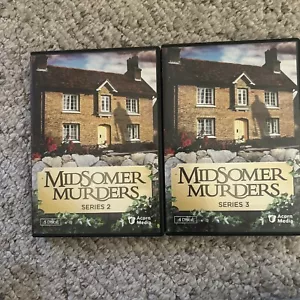 MIDSOMER
MURDERS
SERIES 2
Acorn
Media
MIDSOMER
MURDERS
SERIES 3
Acorn
Media